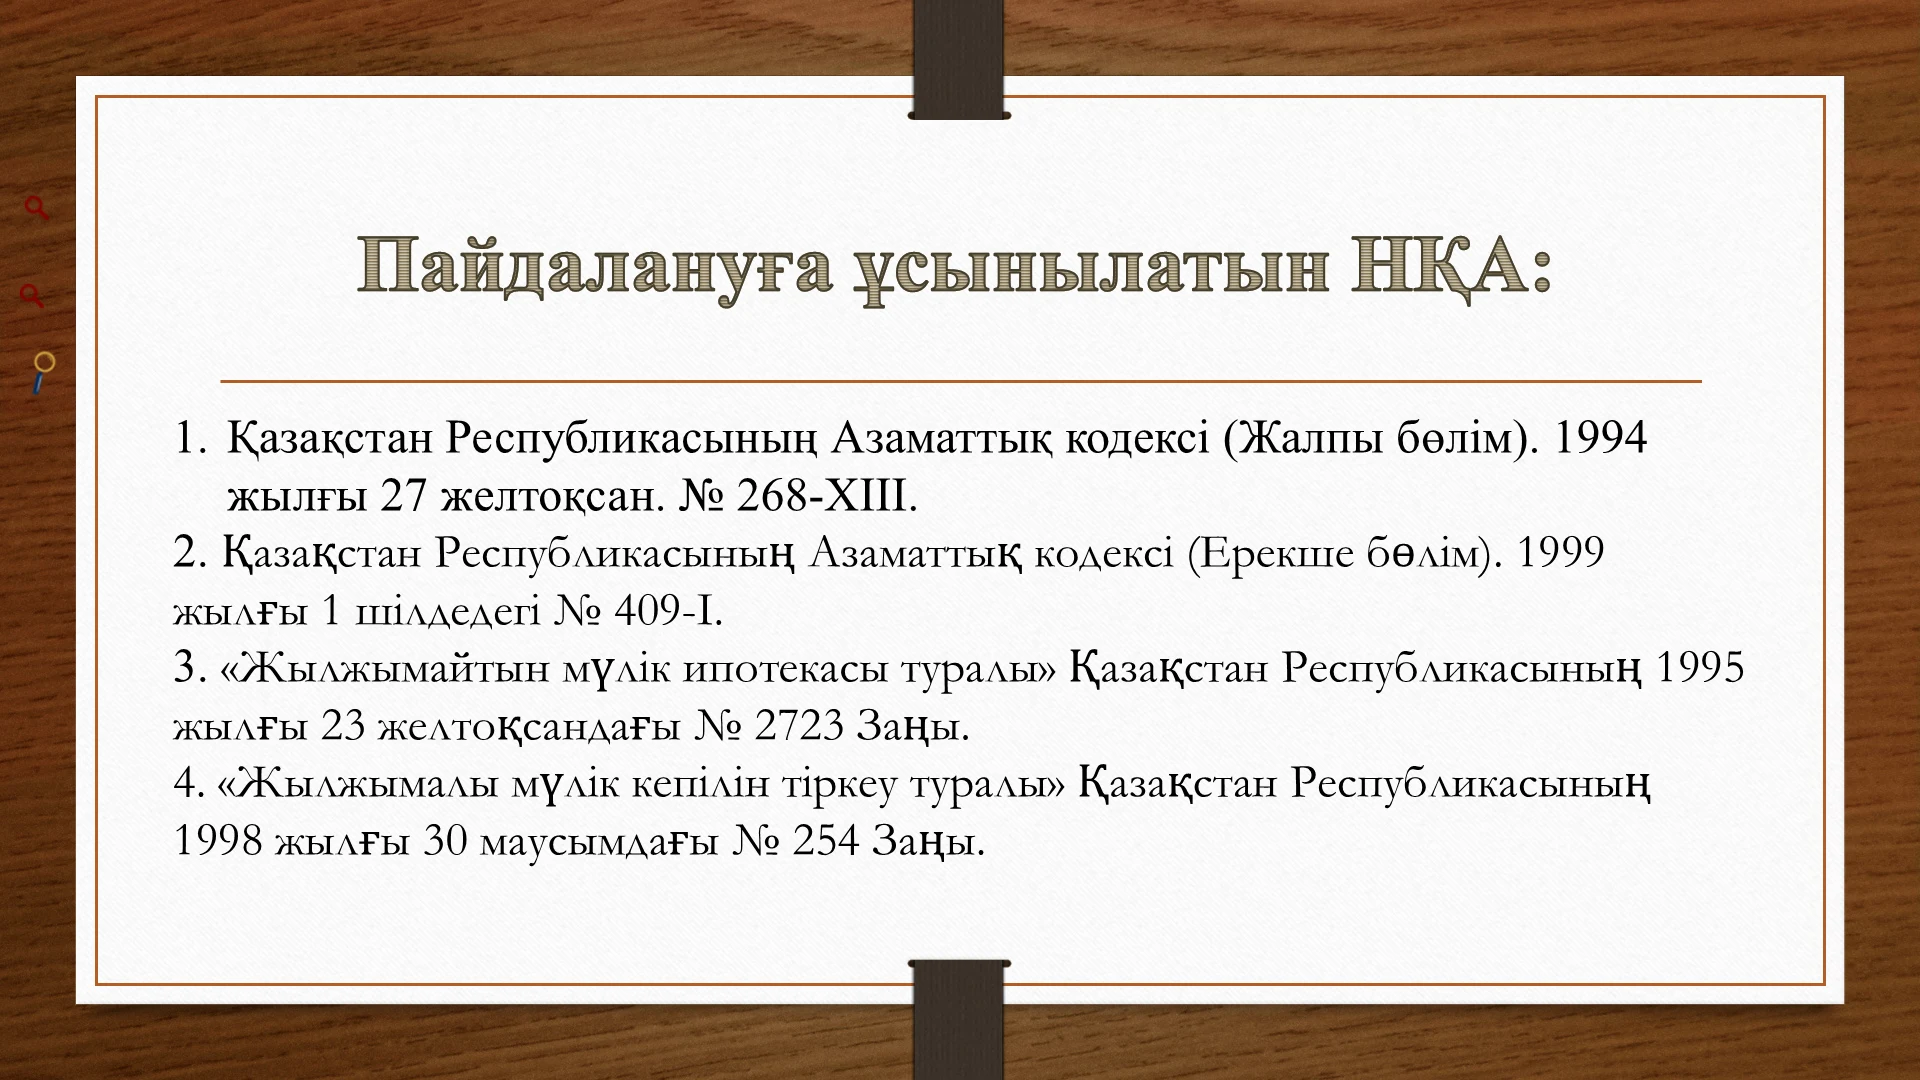 Пайдалануға ұсынылатын НҚА:
1. Қазақстан Республикасының Азаматтық кодексі (Жалпы бөлім). 1994
жылғы 27 желтоқсан. № 268-XIII.
2. Қазақстан Республикасының Азаматтық кодексі (Ерекше бөлім). 1999
жылғы 1 шілдедегі № 409-I.
3. «Жылжымайтын мүлік ипотекасы туралы» Қазақстан Республикасының 1995
жылғы 23 желтоқсандағы № 2723 Заңы.
4. «Жылжымалы мүлік кепілін тіркеу туралы» Қазақстан Республикасының
1998 жылғы 30 маусымдағы № 254 Заңы.